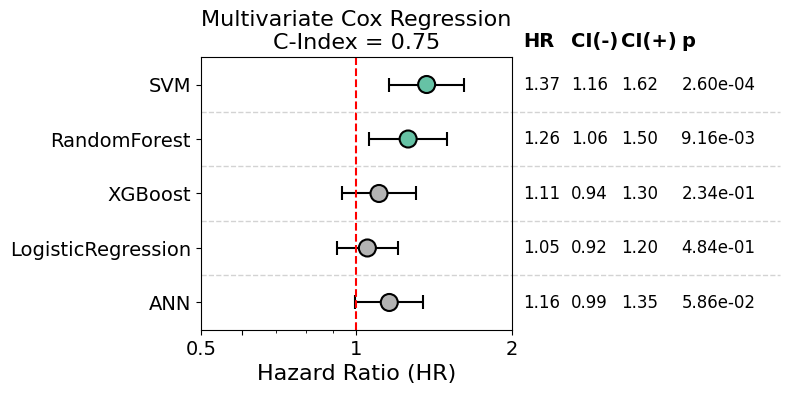 Multivariate Cox Regression
C-Index = 0.75
HR CI(-) CI(+) p
SVM 1.37 1.16 1.62 2.60e-04
RandomForest 1.26 1.06 1.50 9.16e-03
XGBoost 1.11 0.94 1.30 2.34e-01
LogisticRegression 1.05 0.92 1.20 4.84e-01
ANN 1.16 0.99 1.35 5.86e-02
0.5 1 2
Hazard Ratio (HR)